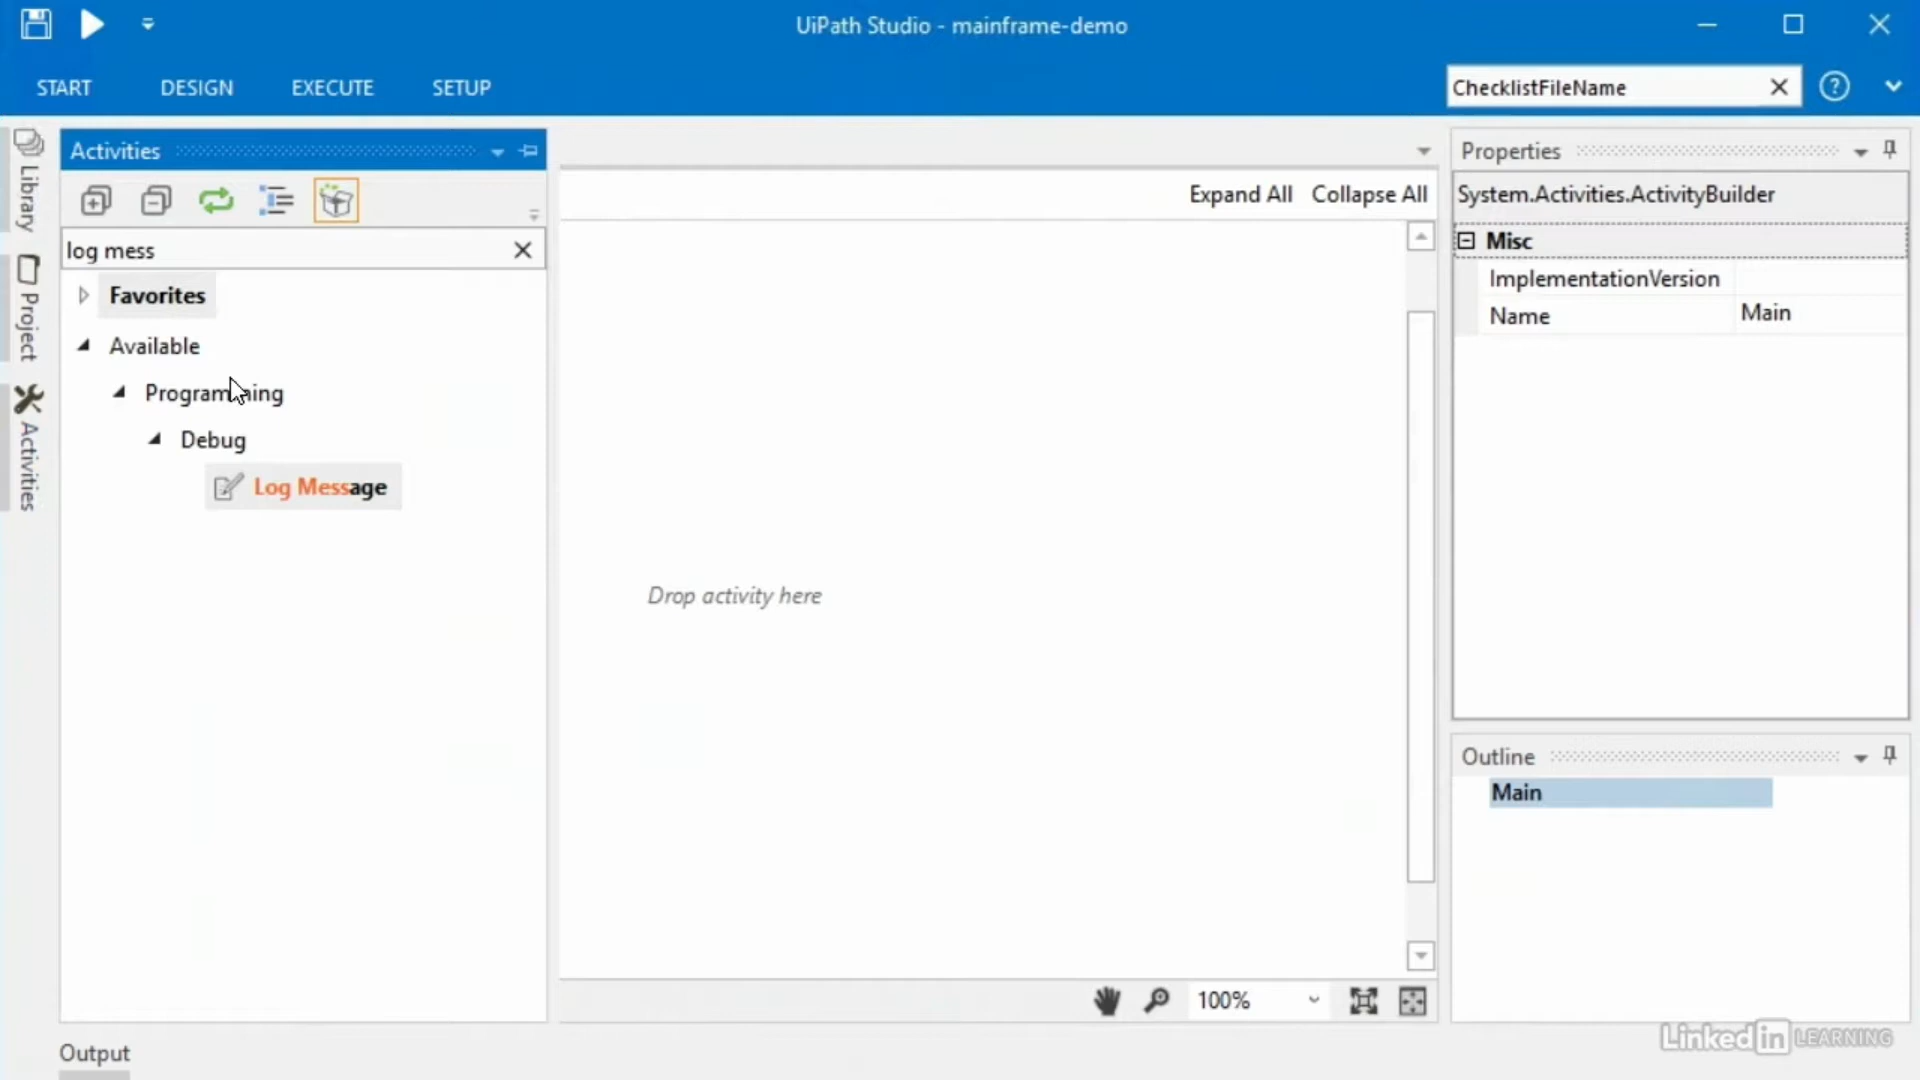 UiPath Studio - mainframe-demo
START
DESIGN
EXECUTE
SETUP
ChecklistFileName
Library
Project
Activities
Activities
log mess
Favorites
Available
Programming
Debug
Log Message
Expand All
Collapse All
Drop activity here
100%
Properties
System.Activities.ActivityBuilder
Misc
ImplementationVersion
Name
Main
Outline
Main
Output
Linked in LEARNING